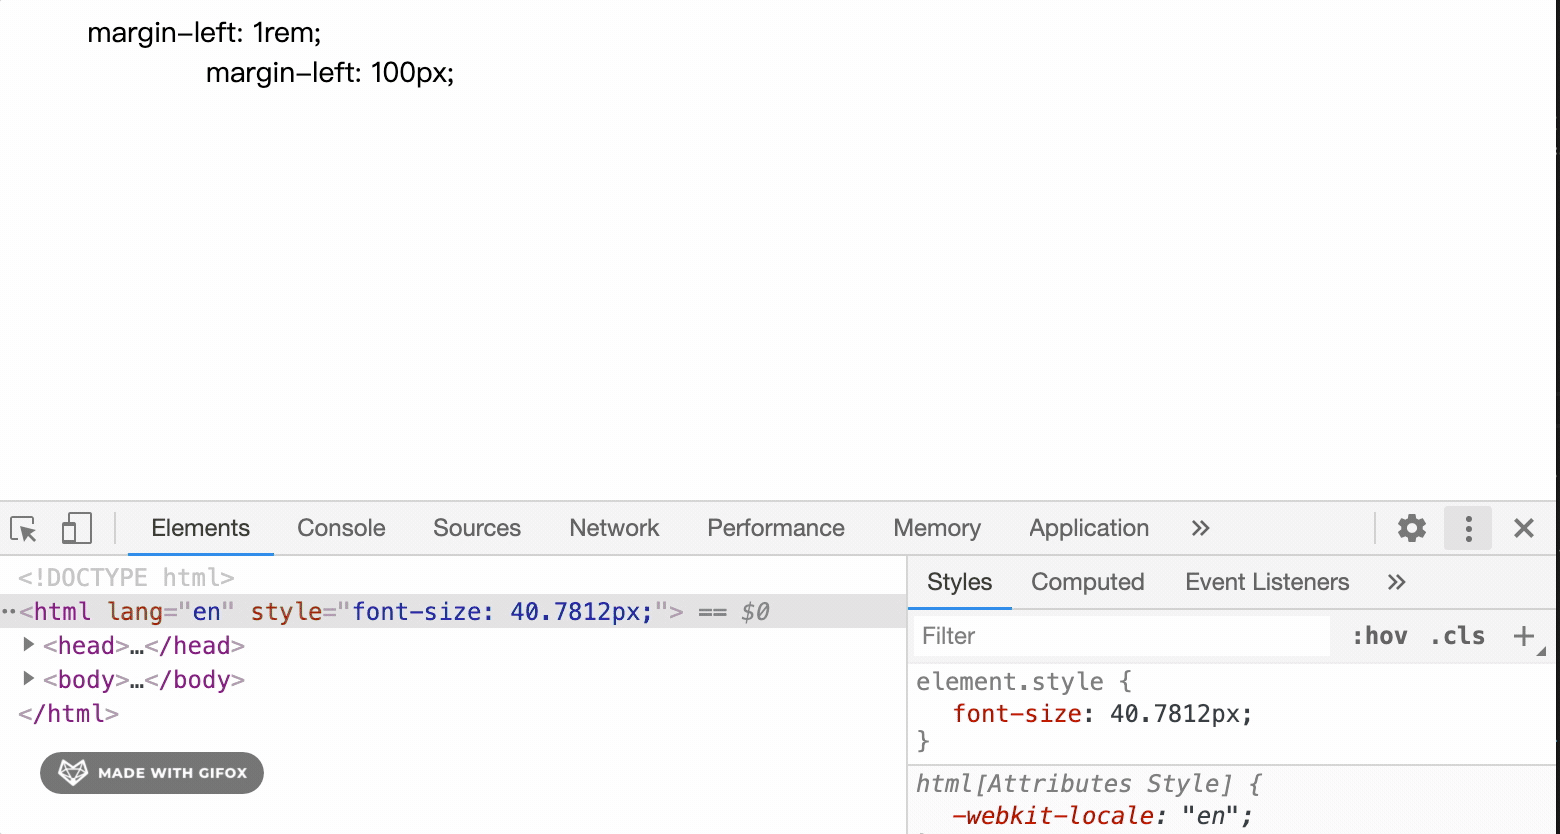 margin-left: 1rem;
margin-left: 100px;
Elements Console Sources Network Performance Memory Application »
<!DOCTYPE html>
··<html lang="en" style="font-size: 40.7812px;"> == $0
▶<head>…</head>
▶<body>…</body>
</html>
MADE WITH GIFOX
Styles Computed Event Listeners »
Filter :hov .cls +
element.style {
font-size: 40.7812px;
}
html[Attributes Style] {
-webkit-locale: "en";